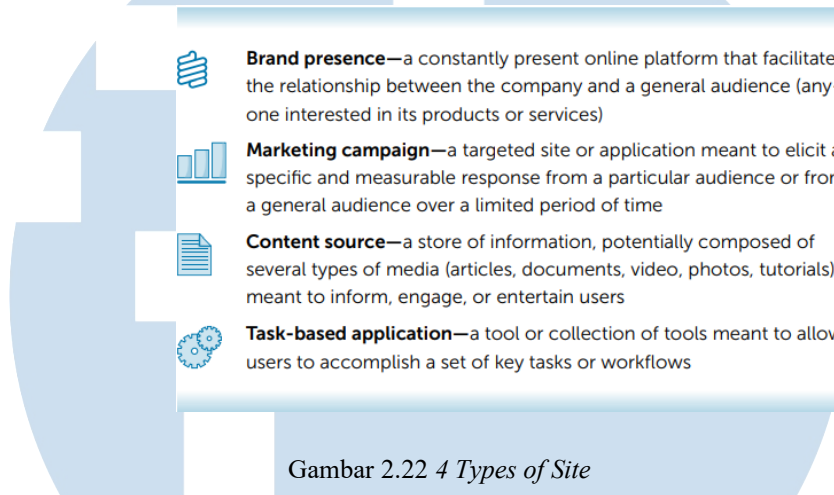 Brand presence—a constantly present online platform that facilitate
the relationship between the company and a general audience (any-
one interested in its products or services)
Marketing campaign—a targeted site or application meant to elicit a
specific and measurable response from a particular audience or from
a general audience over a limited period of time
Content source—a store of information, potentially composed of
several types of media (articles, documents, video, photos, tutorials)
meant to inform, engage, or entertain users
Task-based application—a tool or collection of tools meant to allow
users to accomplish a set of key tasks or workflows
Gambar 2.22 4 Types of Site